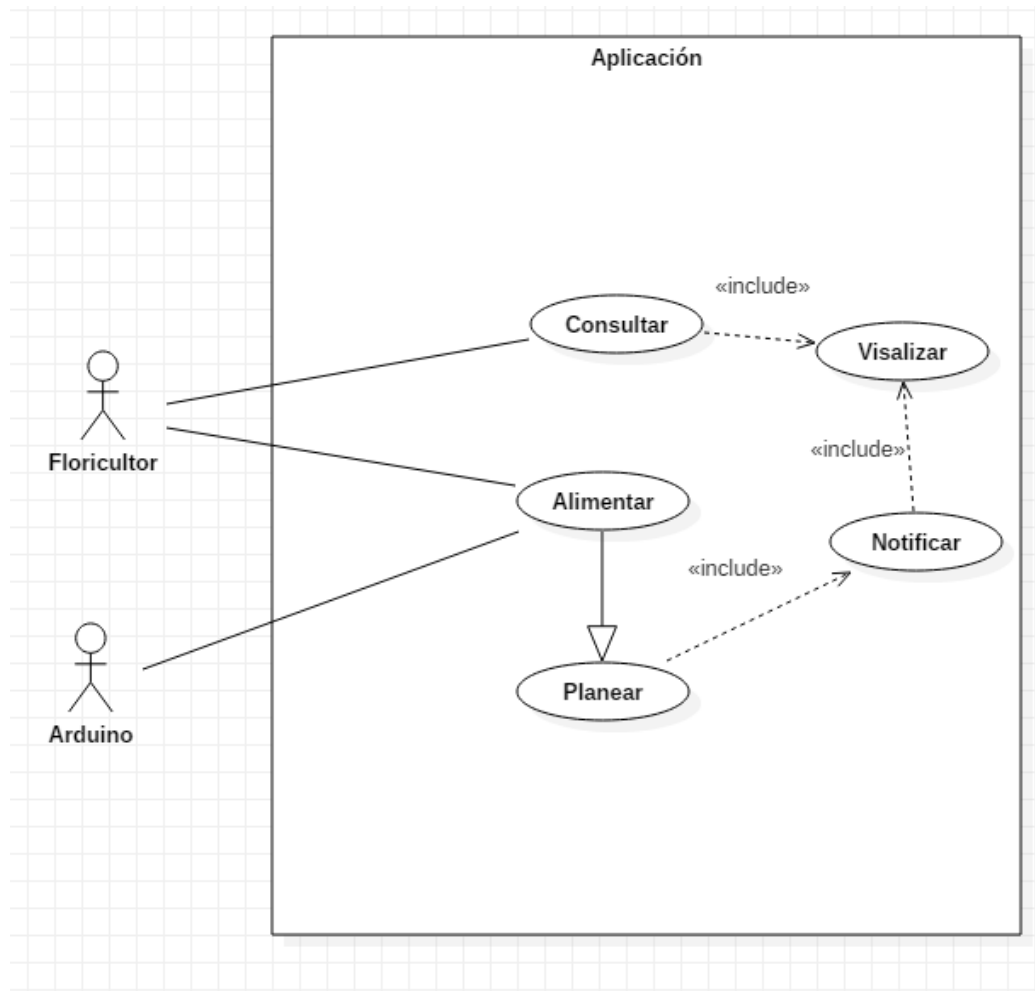 Aplicación
«include»
Consultar
Visalizar
«include»
Floricultor
Alimentar
Notificar
«include»
Planear
Arduino